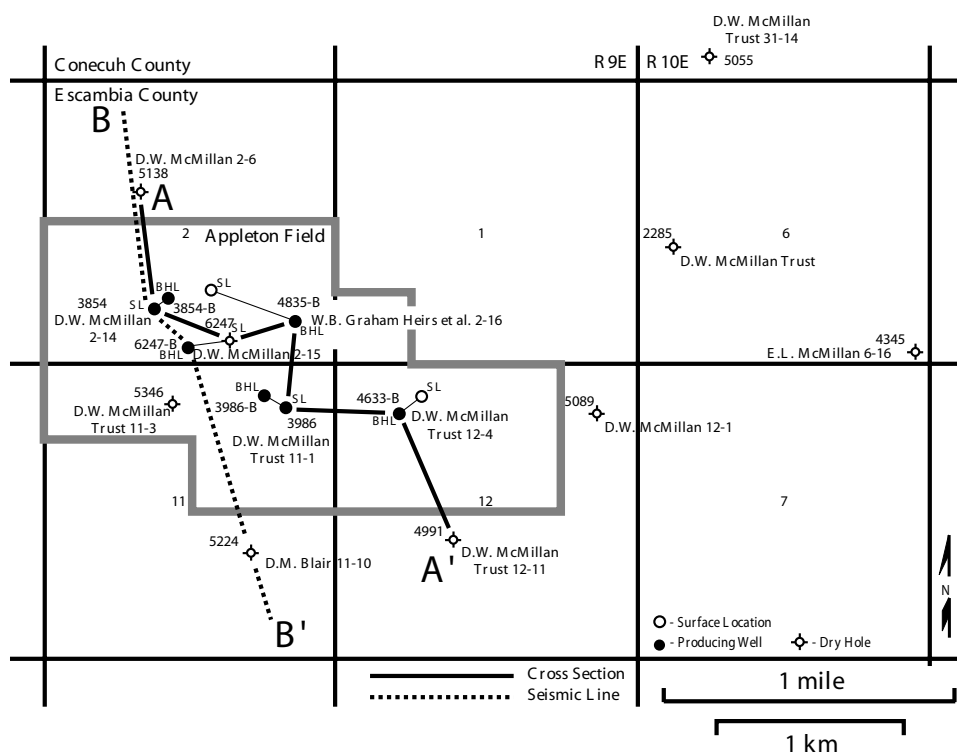 D.W. McMillan
Trust 31-14
5055
Conecuh County
R 9E
R 10E
Escambia County
B
D.W. McMillan 2-6
5138
A
2
Appleton Field
1
6
2285
D.W. McMillan Trust
SL
BHL
3854
SL
3854-B
D.W. McMillan
2-14
4835-B
BHL
W.B. Graham Heirs et al. 2-16
6247
SL
6247-B
BHL
D.W. McMillan 2-15
4345
E.L. McMillan 6-16
5346
D.W. McMillan
Trust 11-3
BHL
3986-B
SL
3986
D.W. McMillan
Trust 11-1
SL
4633-B
BHL
D.W. McMillan
Trust 12-4
5089
D.W. McMillan 12-1
11
12
7
5224
D.M. Blair 11-10
4991
D.W. McMillan
Trust 12-11
A'
B'
N
- Surface Location
- Producing Well
- Dry Hole
Cross Section
Seismic Line
1 mile
1 km